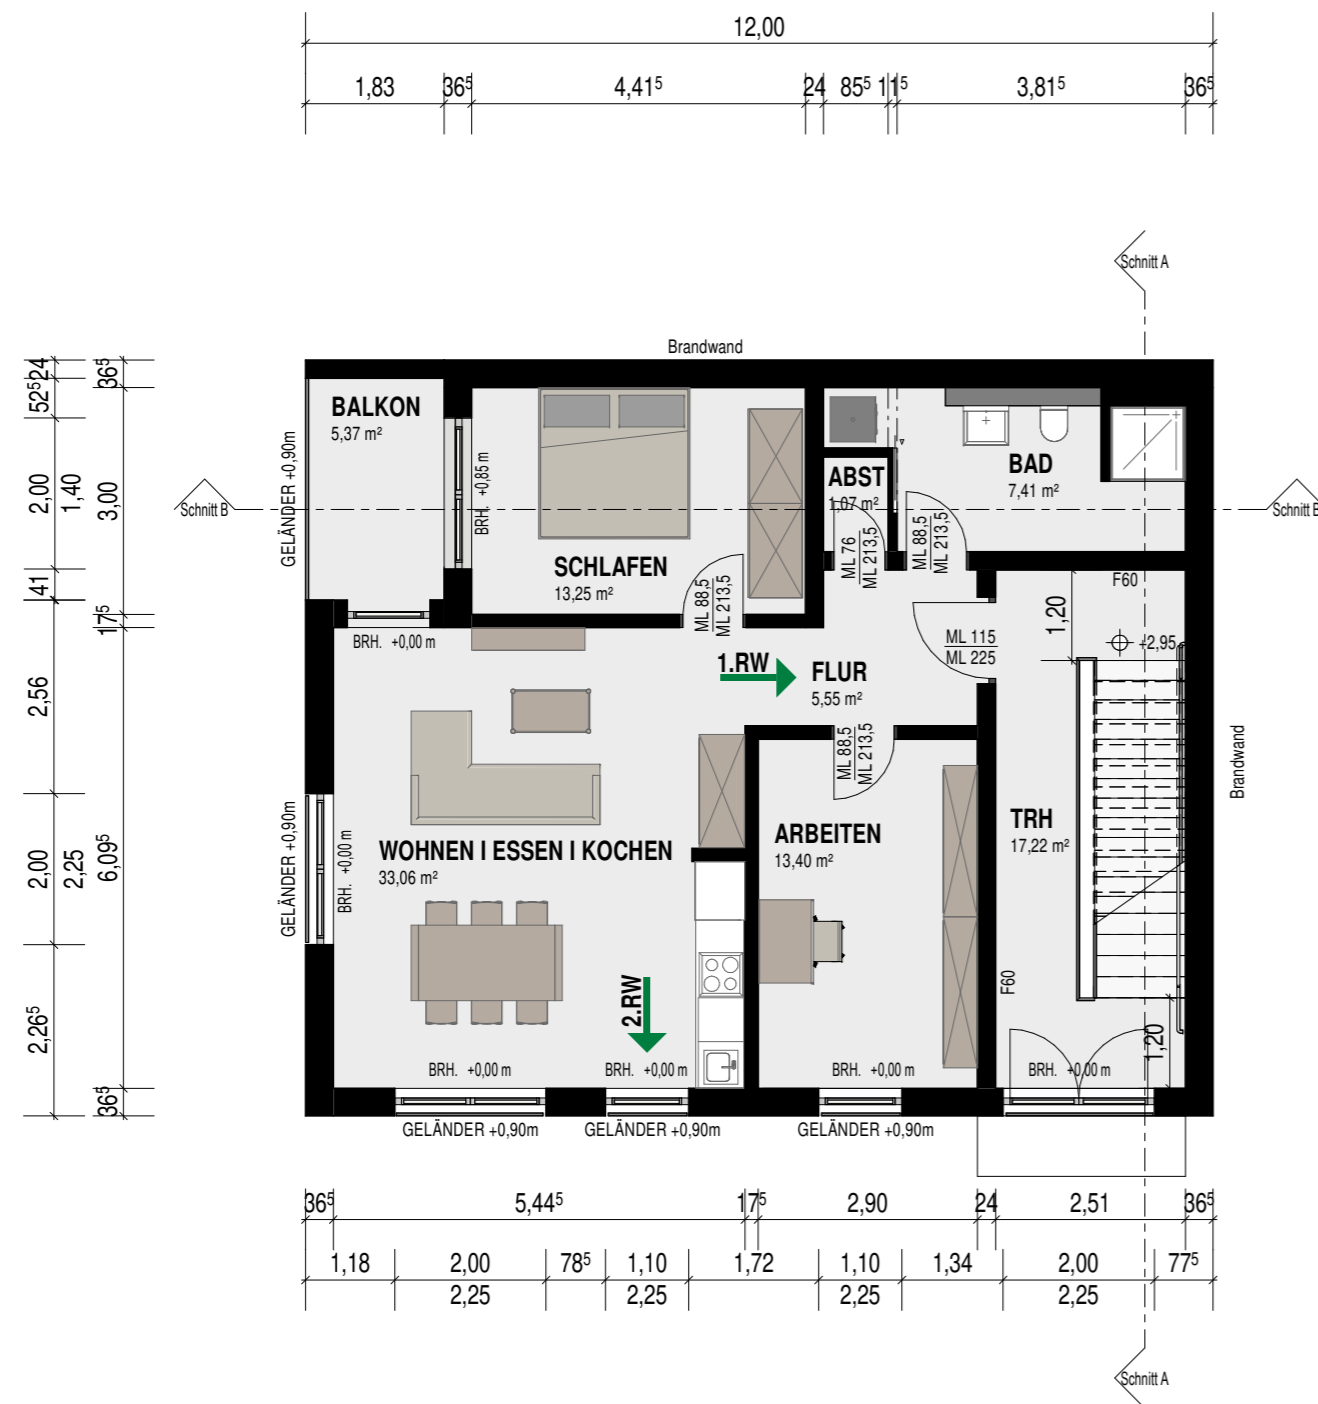 12,00
1,83 36⁵ 4,41⁵ 24 85⁵ 11⁵ 3,81⁵ 36⁵
Schnitt A
Brandwand
24
52⁵
2,00
1,40
41
2,56
2,00
2,25
2,26⁵
36⁵
3,00
17⁵
6,09⁵
36⁵
Schnitt B
Schnitt B
GELÄNDER +0,90m
BALKON
5,37 m²
BRH. +0,85 m
BRH. +0,00 m
SCHLAFEN
13,25 m²
ML 88,5
ML 213,5
ABST
1,07 m²
ML 76
ML 213,5
BAD
7,41 m²
ML 88,5
ML 213,5
F60
1,20
+2,95
ML 115
ML 225
1.RW
FLUR
5,55 m²
ML 88,5
ML 213,5
Brandwand
GELÄNDER +0,90m
BRH. +0,00 m
WOHNEN I ESSEN I KOCHEN
33,06 m²
ARBEITEN
13,40 m²
TRH
17,22 m²
2.RW
F60
1,20
BRH. +0,00 m
BRH. +0,00 m
BRH. +0,00 m
BRH. +0,00 m
GELÄNDER +0,90m
GELÄNDER +0,90m
GELÄNDER +0,90m
36⁵ 5,44⁵ 17⁵ 2,90 24 2,51 36⁵
1,18 2,00 78⁵ 1,10 1,72 1,10 1,34 2,00 77⁵
2,25 2,25 2,25 2,25
Schnitt A